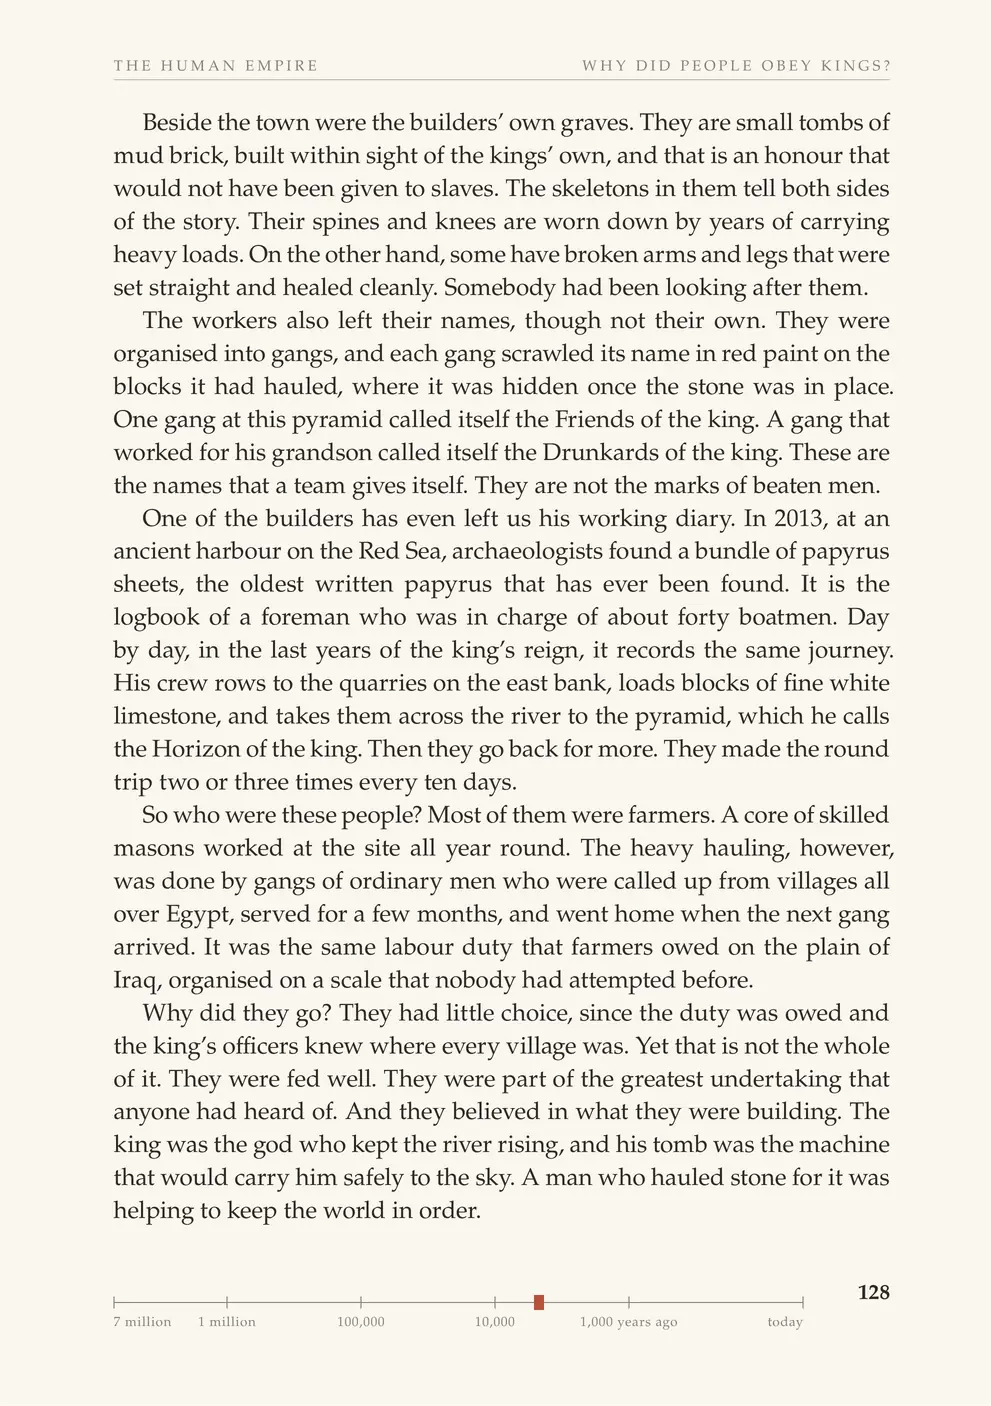 THE HUMAN EMPIRE
WHY DID PEOPLE OBEY KINGS?
Beside the town were the builders’ own graves. They are small tombs of
mud brick, built within sight of the kings’ own, and that is an honour that
would not have been given to slaves. The skeletons in them tell both sides
of the story. Their spines and knees are worn down by years of carrying
heavy loads. On the other hand, some have broken arms and legs that were
set straight and healed cleanly. Somebody had been looking after them.
The workers also left their names, though not their own. They were
organised into gangs, and each gang scrawled its name in red paint on the
blocks it had hauled, where it was hidden once the stone was in place.
One gang at this pyramid called itself the Friends of the king. A gang that
worked for his grandson called itself the Drunkards of the king. These are
the names that a team gives itself. They are not the marks of beaten men.
One of the builders has even left us his working diary. In 2013, at an
ancient harbour on the Red Sea, archaeologists found a bundle of papyrus
sheets, the oldest written papyrus that has ever been found. It is the
logbook of a foreman who was in charge of about forty boatmen. Day
by day, in the last years of the king’s reign, it records the same journey.
His crew rows to the quarries on the east bank, loads blocks of fine white
limestone, and takes them across the river to the pyramid, which he calls
the Horizon of the king. Then they go back for more. They made the round
trip two or three times every ten days.
So who were these people? Most of them were farmers. A core of skilled
masons worked at the site all year round. The heavy hauling, however,
was done by gangs of ordinary men who were called up from villages all
over Egypt, served for a few months, and went home when the next gang
arrived. It was the same labour duty that farmers owed on the plain of
Iraq, organised on a scale that nobody had attempted before.
Why did they go? They had little choice, since the duty was owed and
the king’s officers knew where every village was. Yet that is not the whole
of it. They were fed well. They were part of the greatest undertaking that
anyone had heard of. And they believed in what they were building. The
king was the god who kept the river rising, and his tomb was the machine
that would carry him safely to the sky. A man who hauled stone for it was
helping to keep the world in order.
128
7 million 1 million 100,000 10,000 1,000 years ago today